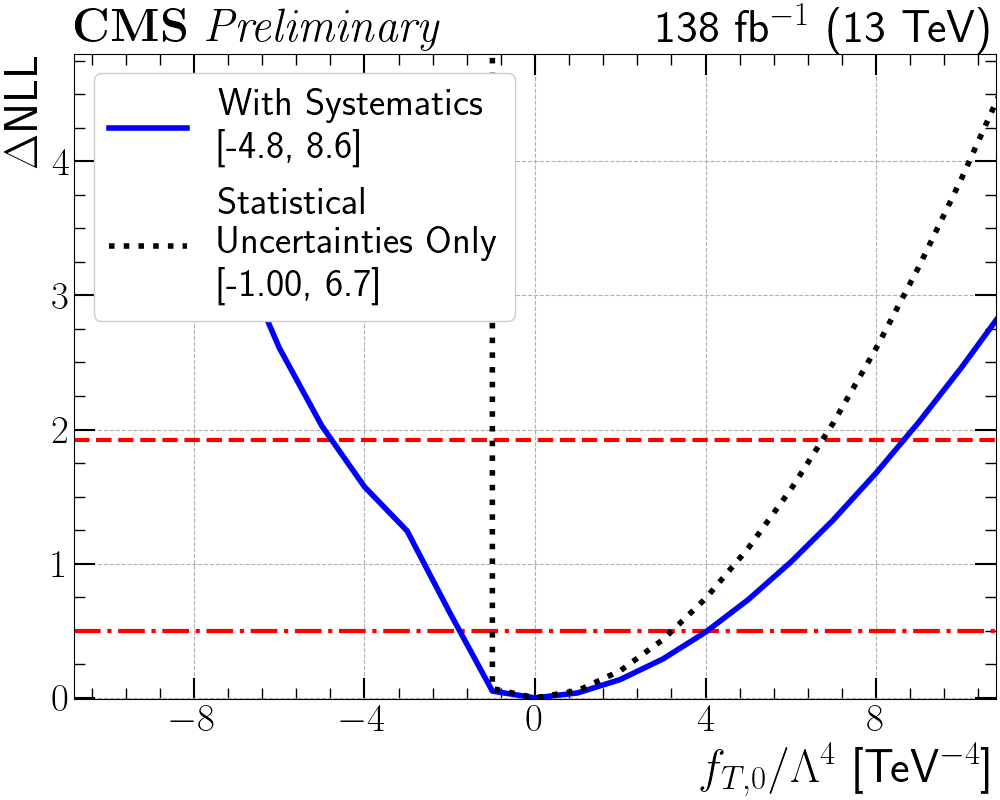 CMS Preliminary 138 fb⁻¹ (13 TeV)
ΔNLL
With Systematics
[-4.8, 8.6]
Statistical
Uncertainties Only
[-1.00, 6.7]
4
3
2
1
0
−8 −4 0 4 8
f_{T,0}/Λ⁴ [TeV⁻⁴]